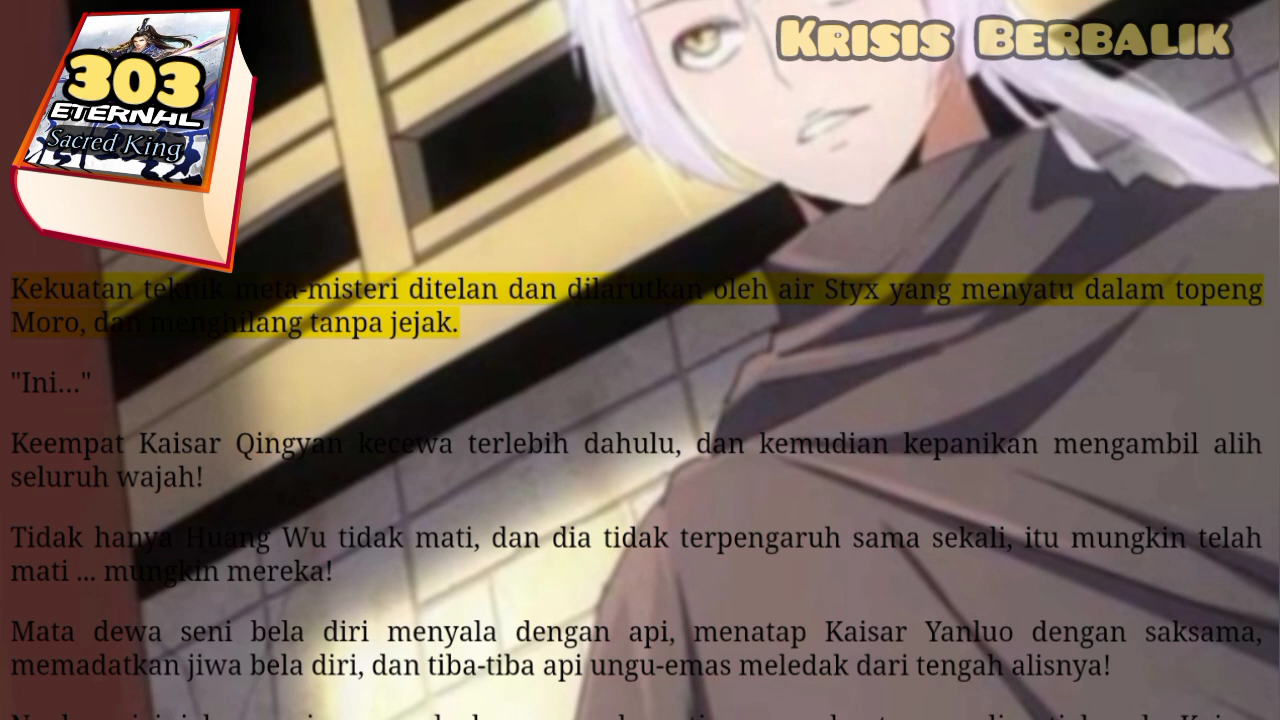 303
ETERNAL
Sacred King
Krisis Berbalik
Kekuatan teknik meta-misteri ditelan dan dilarutkan oleh air Styx yang menyatu dalam topeng
Moro, dan menghilang tanpa jejak.
"Ini..."
Keempat Kaisar Qingyan kecewa terlebih dahulu, dan kemudian kepanikan mengambil alih
seluruh wajah!
Tidak hanya Huang Wu tidak mati, dan dia tidak terpengaruh sama sekali, itu mungkin telah
mati ... mungkin mereka!
Mata dewa seni bela diri menyala dengan api, menatap Kaisar Yanluo dengan saksama,
memadatkan jiwa bela diri, dan tiba-tiba api ungu-emas meledak dari tengah alisnya!